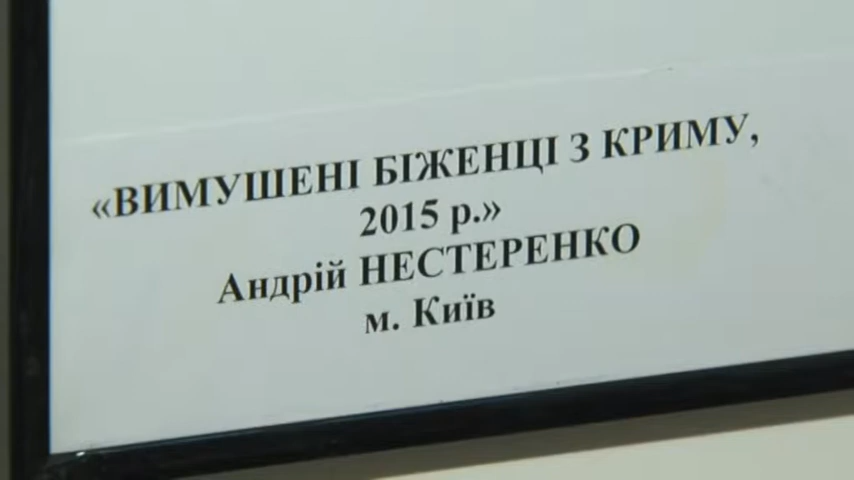 «ВИМУШЕНІ БІЖЕНЦІ З КРИМУ,
2015 р.»
Андрій НЕСТЕРЕНКО
м. Київ